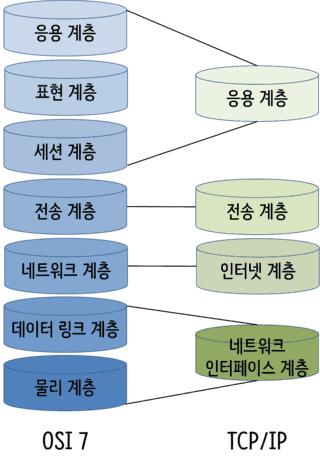 응용 계층
표현 계층
세션 계층
전송 계층
네트워크 계층
데이터 링크 계층
물리 계층
OSI 7
응용 계층
전송 계층
인터넷 계층
네트워크
인터페이스 계층
TCP/IP